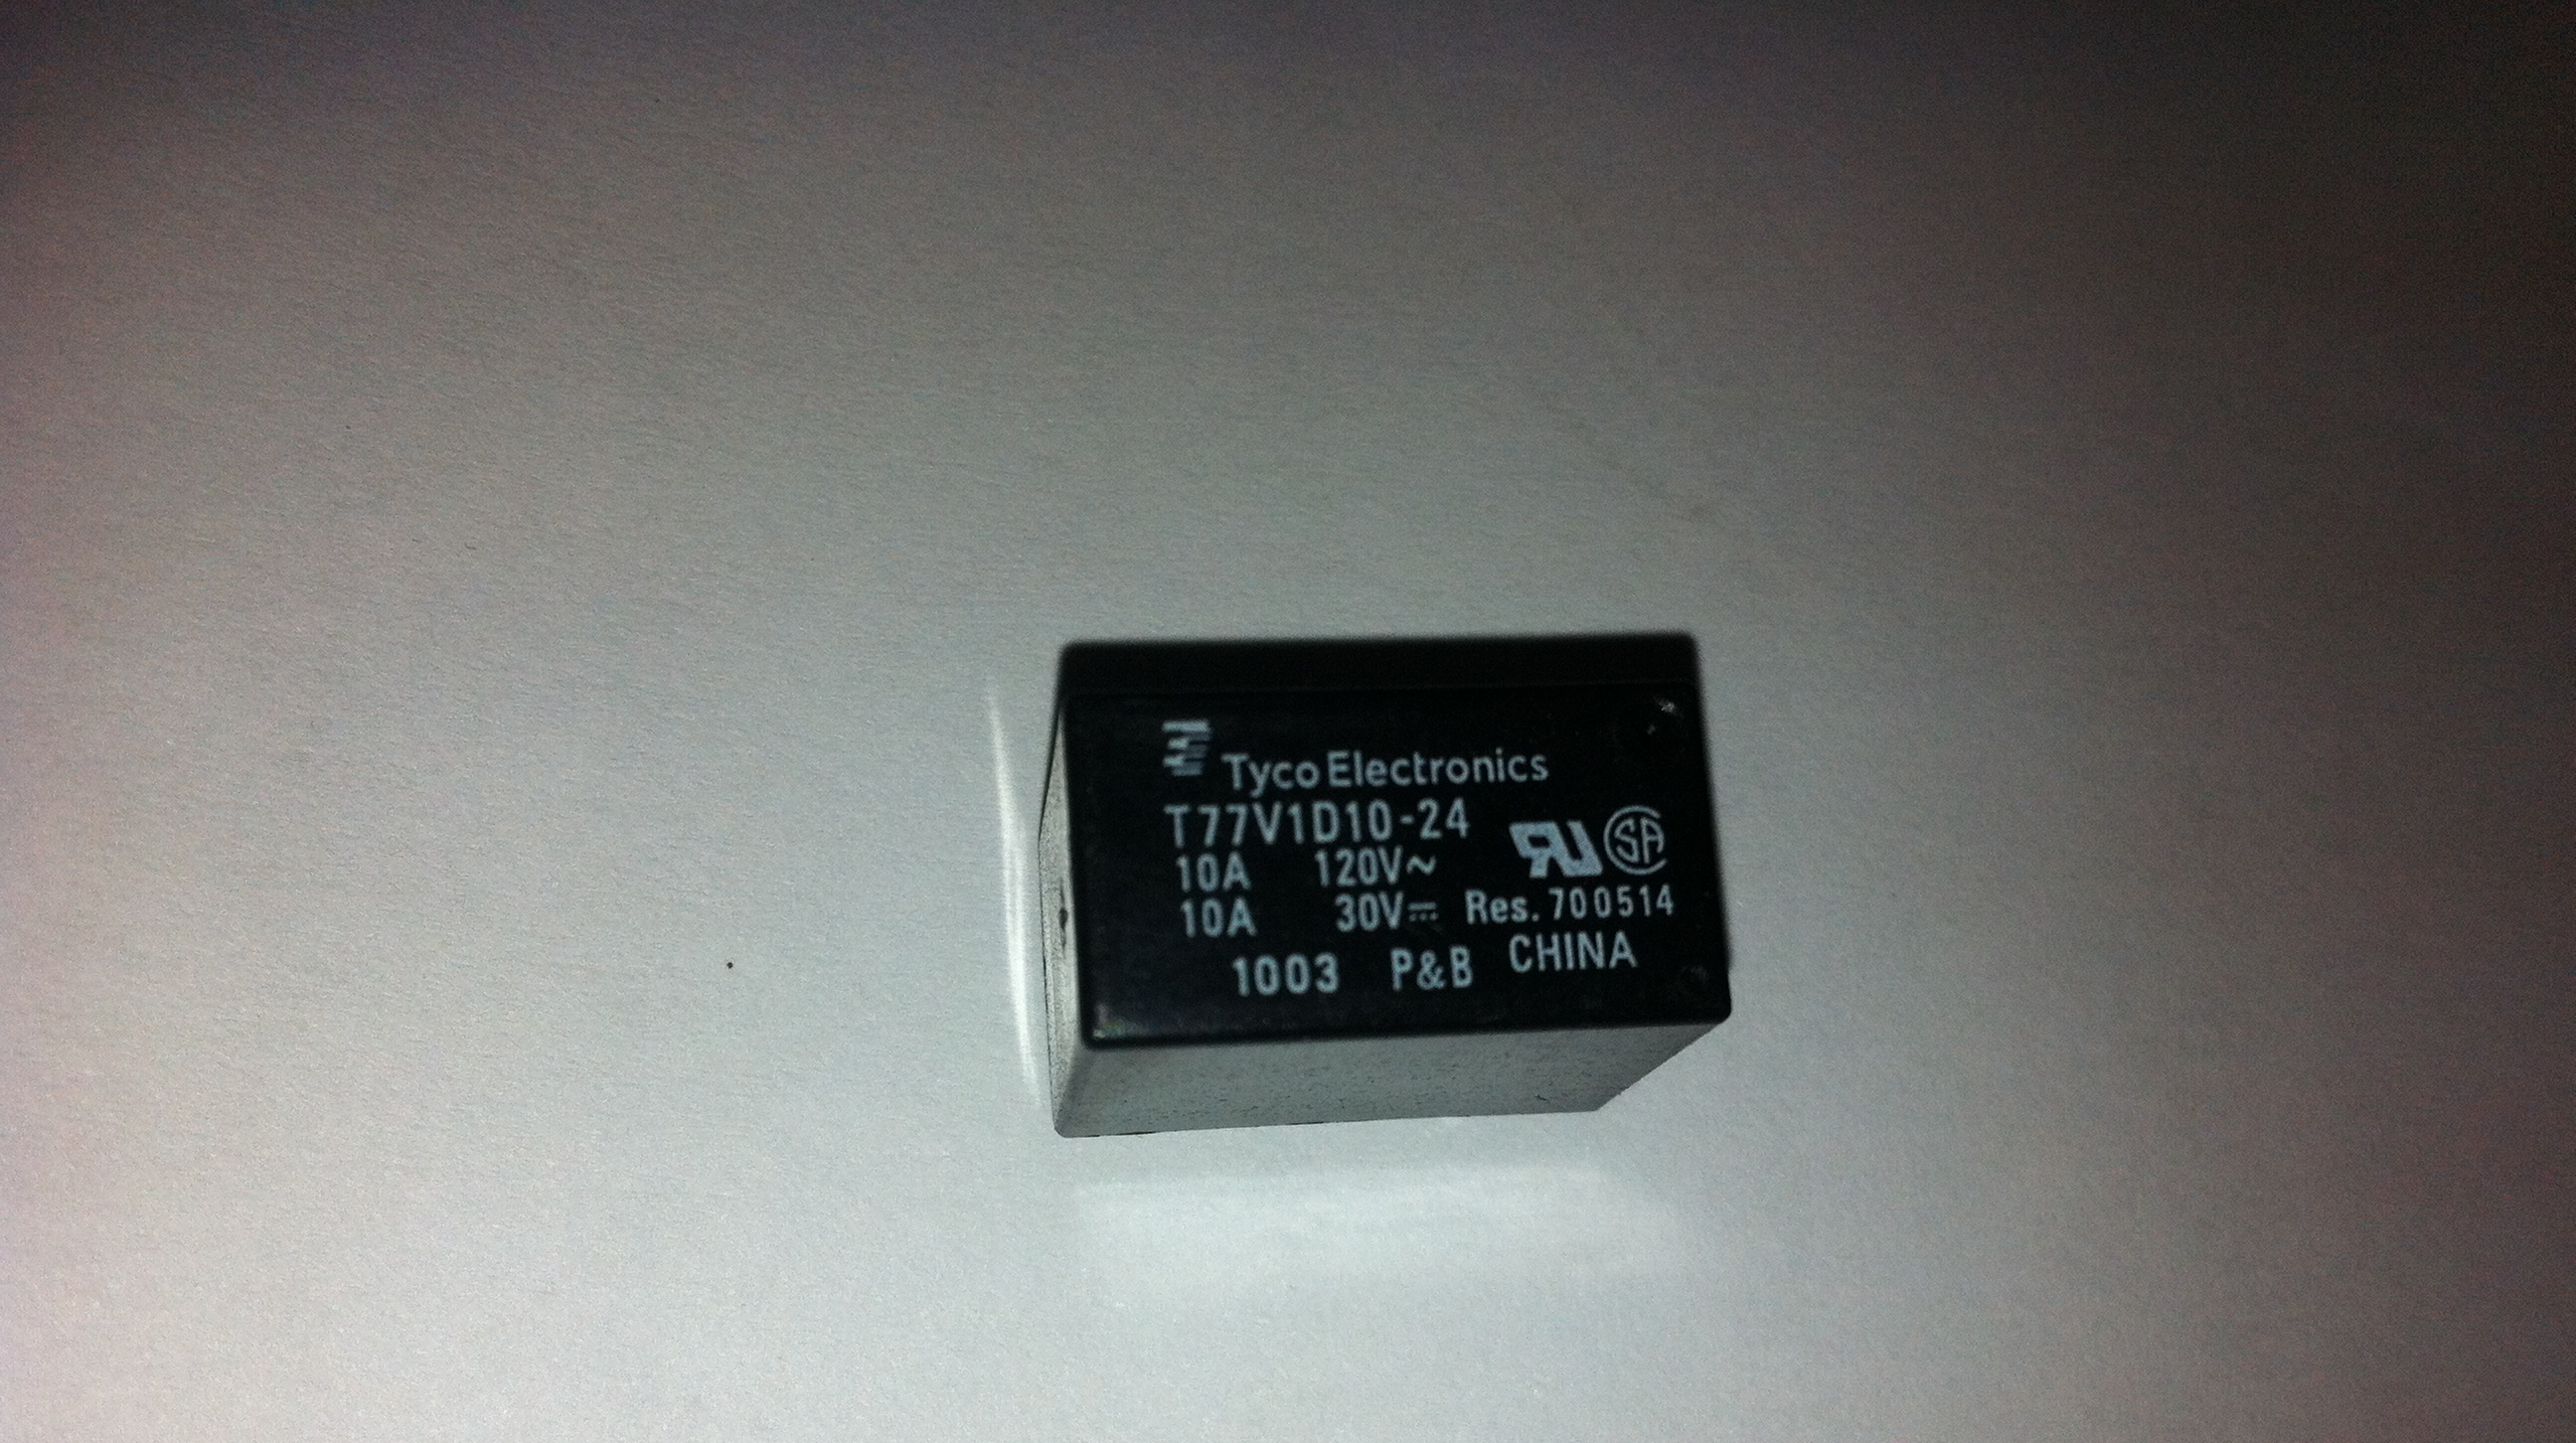 Tyco Electronics
T77V1D10-24
10A 120V~
10A 30V⎓ Res. 700514
1003 P&B CHINA